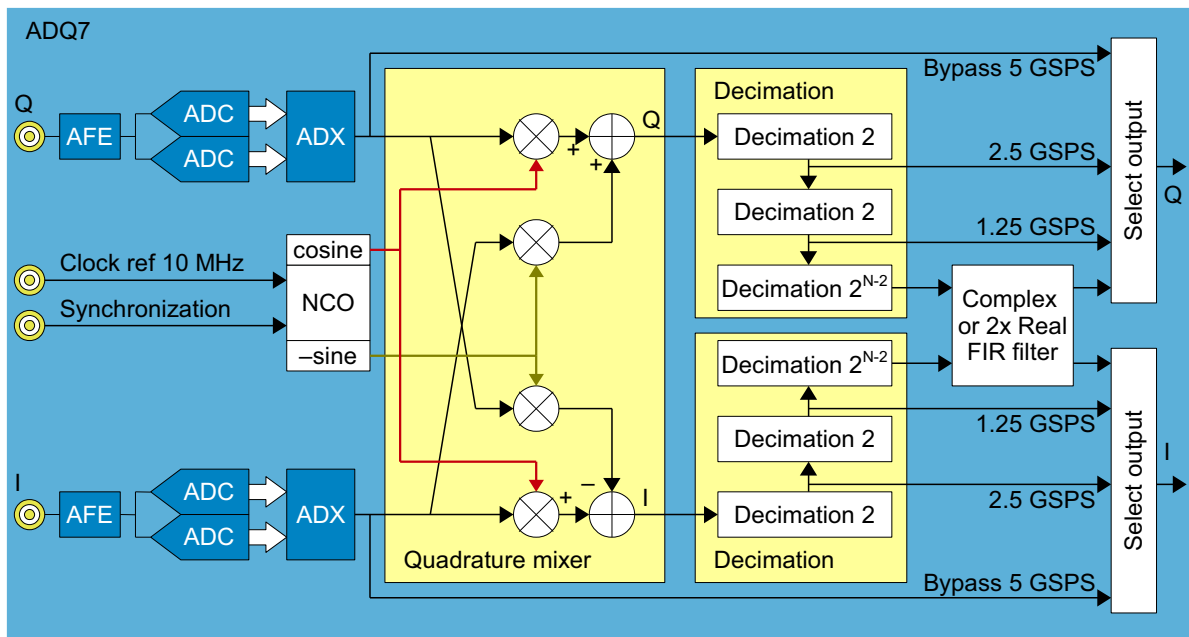 ADQ7
Q
AFE
ADC
ADC
ADX
Clock ref 10 MHz
Synchronization
cosine
NCO
–sine
I
AFE
ADC
ADC
ADX
+
+
Q
–
+
I
Quadrature mixer
Decimation
Decimation 2
Decimation 2
Decimation 2^N-2
Decimation 2^N-2
Decimation 2
Decimation 2
Decimation
Bypass 5 GSPS
2.5 GSPS
1.25 GSPS
Complex
or 2x Real
FIR filter
1.25 GSPS
2.5 GSPS
Bypass 5 GSPS
Select output
Q
Select output
I